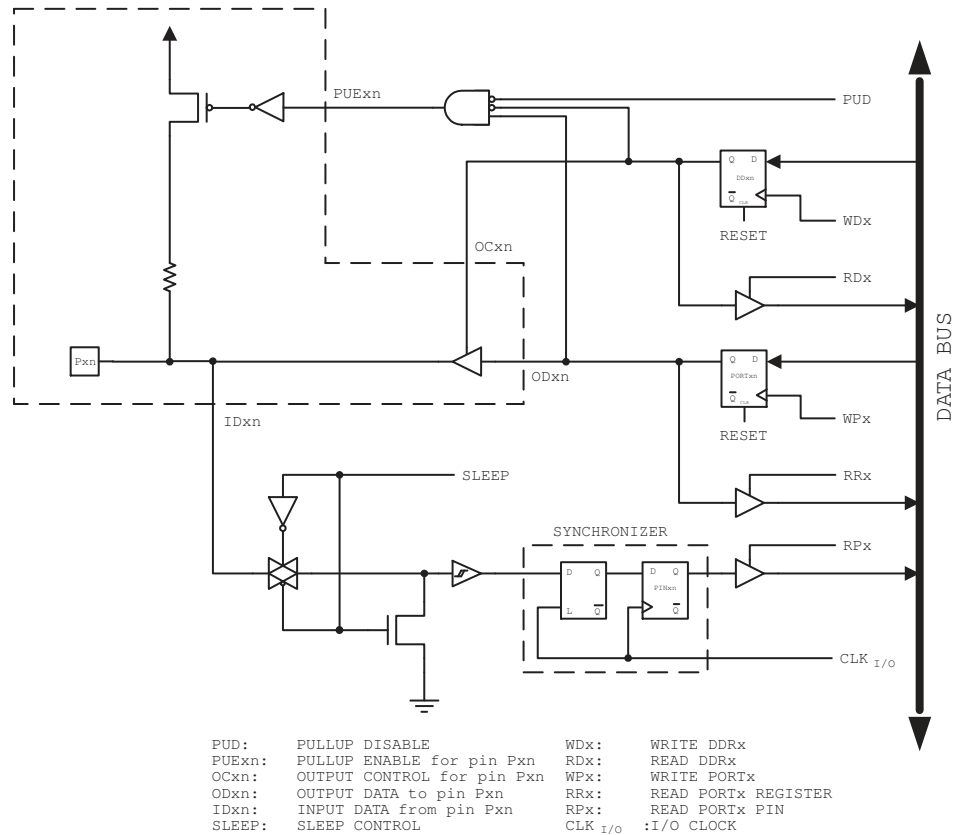 PUExn
PUD
Q D
DDxn
Q CLK
WDx
RESET
OCxn
RDx
DATA BUS
Pxn
Q D
PORTxn
Q CLK
ODxn
IDxn
WPx
RESET
SLEEP
RRx
SYNCHRONIZER
RPx
D Q
L Q
D Q
PINxn
Q
CLK I/O
PUD: PULLUP DISABLE
PUExn: PULLUP ENABLE for pin Pxn
OCxn: OUTPUT CONTROL for pin Pxn
ODxn: OUTPUT DATA to pin Pxn
IDxn: INPUT DATA from pin Pxn
SLEEP: SLEEP CONTROL
WDx: WRITE DDRx
RDx: READ DDRx
WPx: WRITE PORTx
RRx: READ PORTx REGISTER
RPx: READ PORTx PIN
CLK I/O :I/O CLOCK